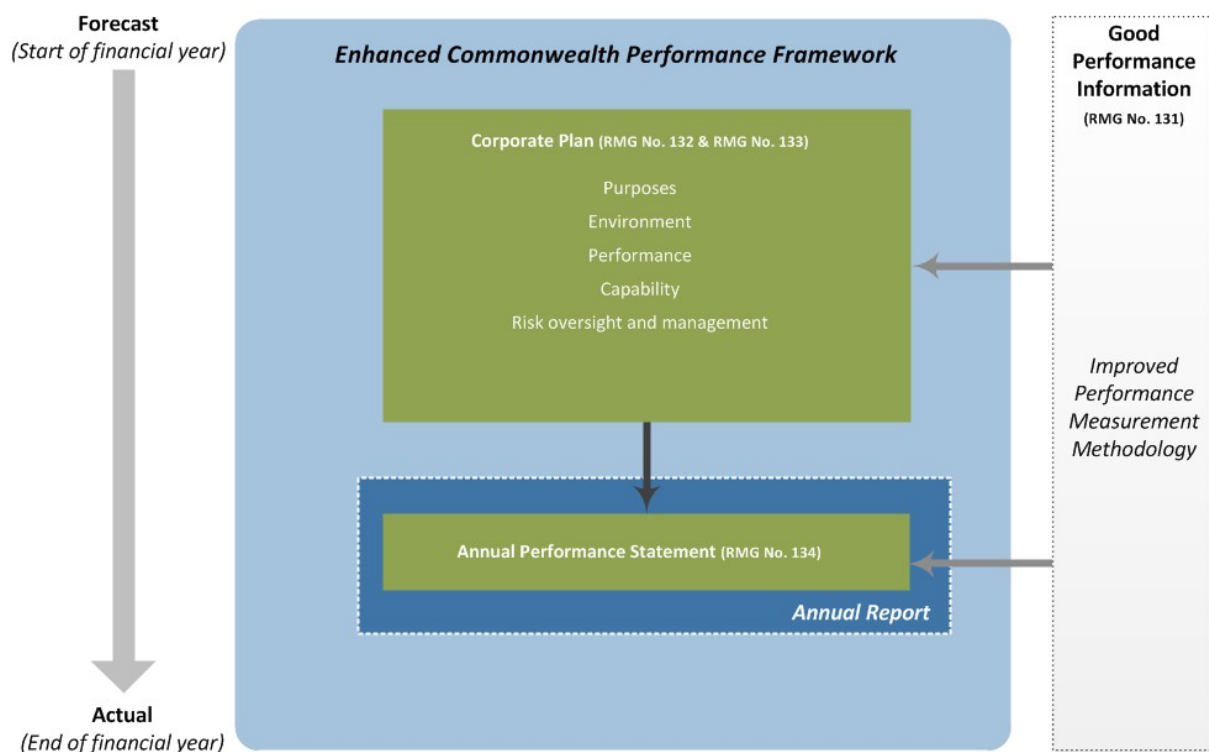 Forecast
(Start of financial year)
Enhanced Commonwealth Performance Framework
Corporate Plan (RMG No. 132 & RMG No. 133)
Purposes
Environment
Performance
Capability
Risk oversight and management
Annual Performance Statement (RMG No. 134)
Annual Report
Actual
(End of financial year)
Good
Performance
Information
(RMG No. 131)
Improved
Performance
Measurement
Methodology